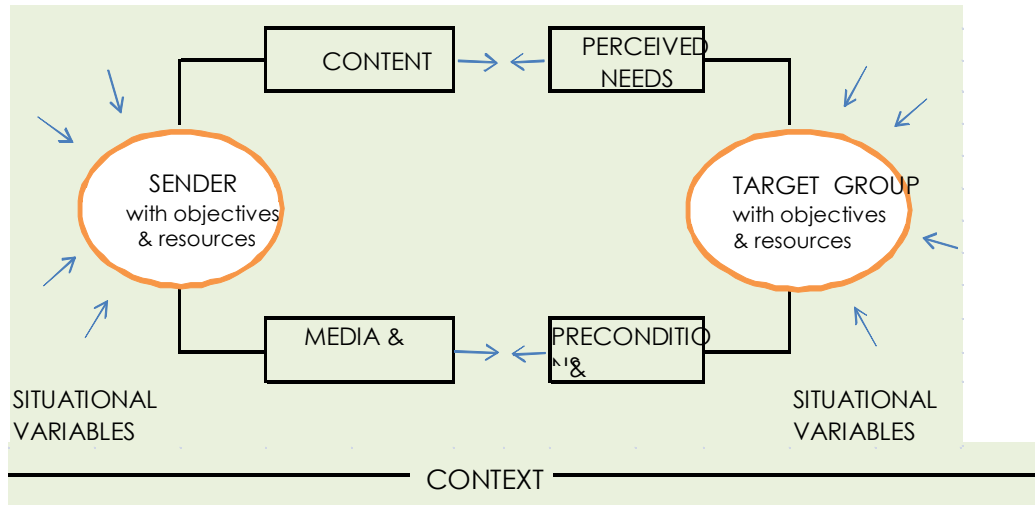 CONTENT
PERCEIVED
NEEDS
SENDER
with objectives
& resources
TARGET GROUP
with objectives
& resources
MEDIA &
PRECONDITIO
&
SITUATIONAL
VARIABLES
SITUATIONAL
VARIABLES
CONTEXT